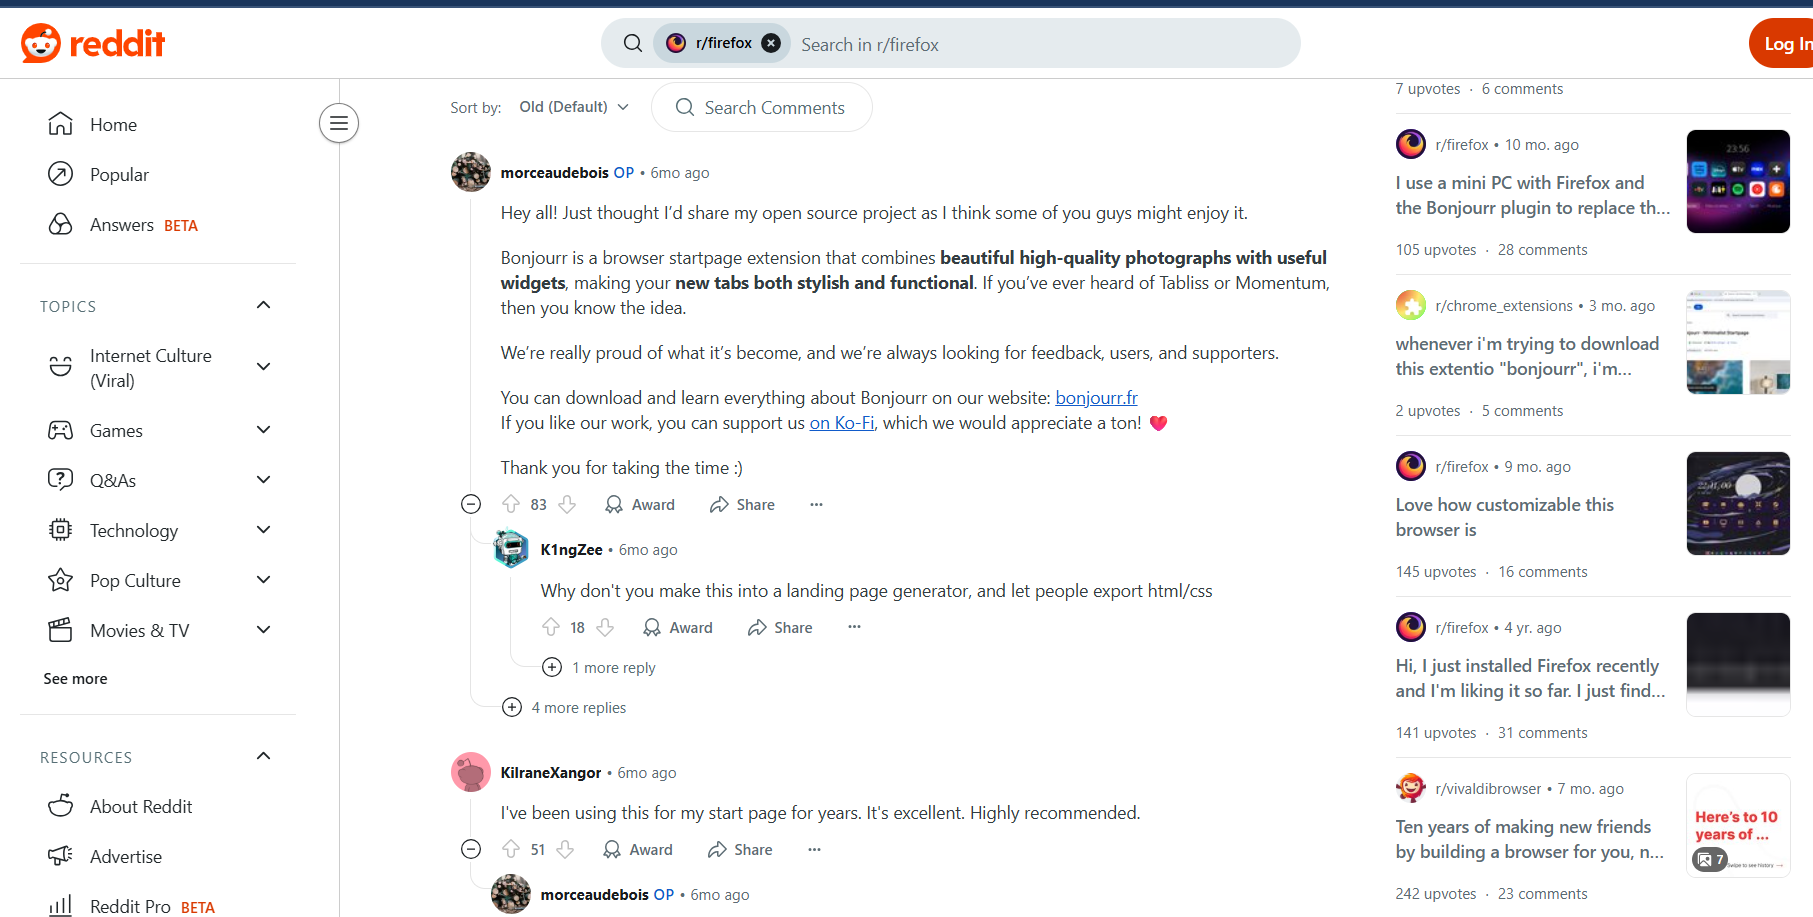 reddit
r/firefox
Search in r/firefox
Log In
Home
Popular
Answers BETA
TOPICS
Internet Culture
(Viral)
Games
Q&As
Technology
Pop Culture
Movies & TV
See more
RESOURCES
About Reddit
Advertise
Reddit Pro BETA
Sort by: Old (Default)
Search Comments
morceaudebois OP • 6mo ago
Hey all! Just thought I’d share my open source project as I think some of you guys might enjoy it.
Bonjourr is a browser startpage extension that combines beautiful high-quality photographs with useful
widgets, making your new tabs both stylish and functional. If you’ve ever heard of Tabliss or Momentum,
then you know the idea.
We’re really proud of what it’s become, and we’re always looking for feedback, users, and supporters.
You can download and learn everything about Bonjourr on our website: bonjourr.fr
If you like our work, you can support us on Ko-Fi, which we would appreciate a ton! ❤️
Thank you for taking the time :)
83 Award Share ...
K1ngZee • 6mo ago
Why don't you make this into a landing page generator, and let people export html/css
18 Award Share ...
1 more reply
4 more replies
KilraneXangor • 6mo ago
I've been using this for my start page for years. It's excellent. Highly recommended.
51 Award Share ...
morceaudebois OP • 6mo ago
7 upvotes · 6 comments
r/firefox • 10 mo. ago
I use a mini PC with Firefox and
the Bonjourr plugin to replace th...
23:56
105 upvotes · 28 comments
r/chrome_extensions • 3 mo. ago
whenever i'm trying to download
this extentio "bonjourr", i'm...
2 upvotes · 5 comments
r/firefox • 9 mo. ago
Love how customizable this
browser is
145 upvotes · 16 comments
r/firefox • 4 yr. ago
Hi, I just installed Firefox recently
and I'm liking it so far. I just find...
141 upvotes · 31 comments
r/vivaldibrowser • 7 mo. ago
Ten years of making new friends
by building a browser for you, n...
Here’s to 10
years of ...
7
242 upvotes · 23 comments